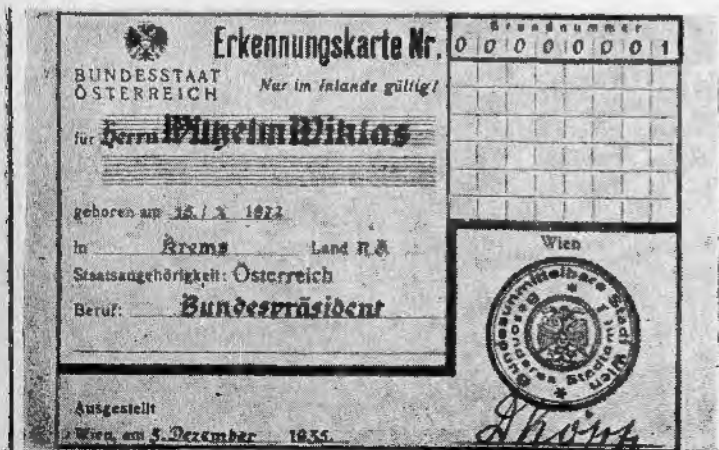 Erkennungskarte Nr.
Grundnummer
0 0 0 0 0 0 0 1
BUNDESSTAAT
ÖSTERREICH
Nur im Inlande gültig!
für Herrn Wilhelm Miklas
geboren am 15. / X 1872
in Krems Land N.Ö.
Staatsangehörigkeit: Österreich
Beruf: Bundespräsident
Wien
Bundesunmittelbare Stadt Wien
Besonderes Stadtamt I
Ausgestellt
Wien, am 5. Dezember 1935.